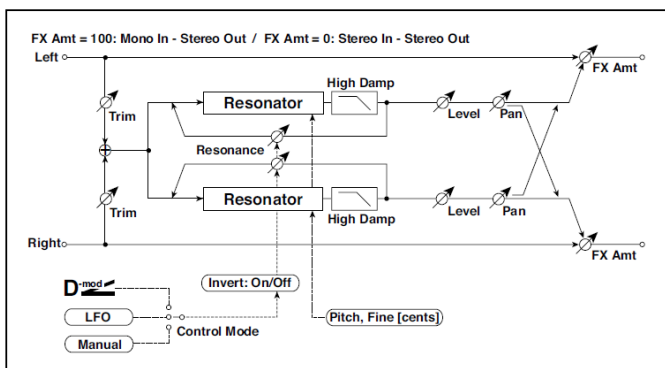 FX Amt = 100: Mono In - Stereo Out / FX Amt = 0: Stereo In - Stereo Out
Left
FX Amt
High Damp
Resonator
Trim
Level
Pan
Resonance
Resonator
Trim
High Damp
Level
Pan
Right
FX Amt
D-mod
Invert: On/Off
LFO
Control Mode
Pitch, Fine [cents]
Manual